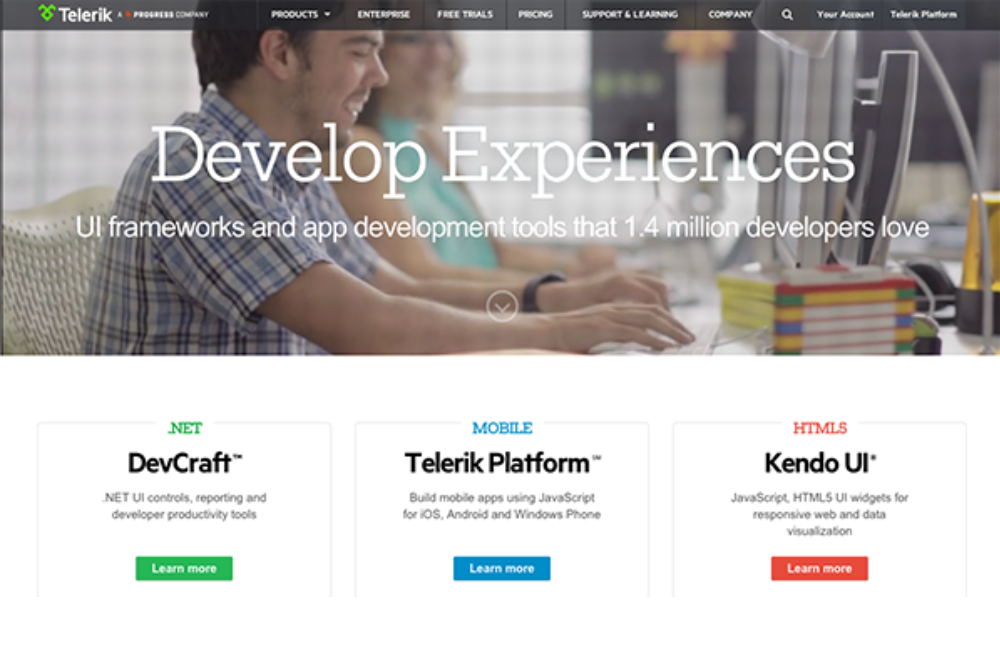 Telerik A PROGRESS COMPANY PRODUCTS ENTERPRISE FREE TRIALS PRICING SUPPORT & LEARNING COMPANY Your Account Telerik Platform
Develop Experiences
UI frameworks and app development tools that 1.4 million developers love
.NET
DevCraft™
.NET UI controls, reporting and
developer productivity tools
Learn more
MOBILE
Telerik Platform℠
Build mobile apps using JavaScript
for iOS, Android and Windows Phone
Learn more
HTML5
Kendo UI®
JavaScript, HTML5 UI widgets for
responsive web and data
visualization
Learn more